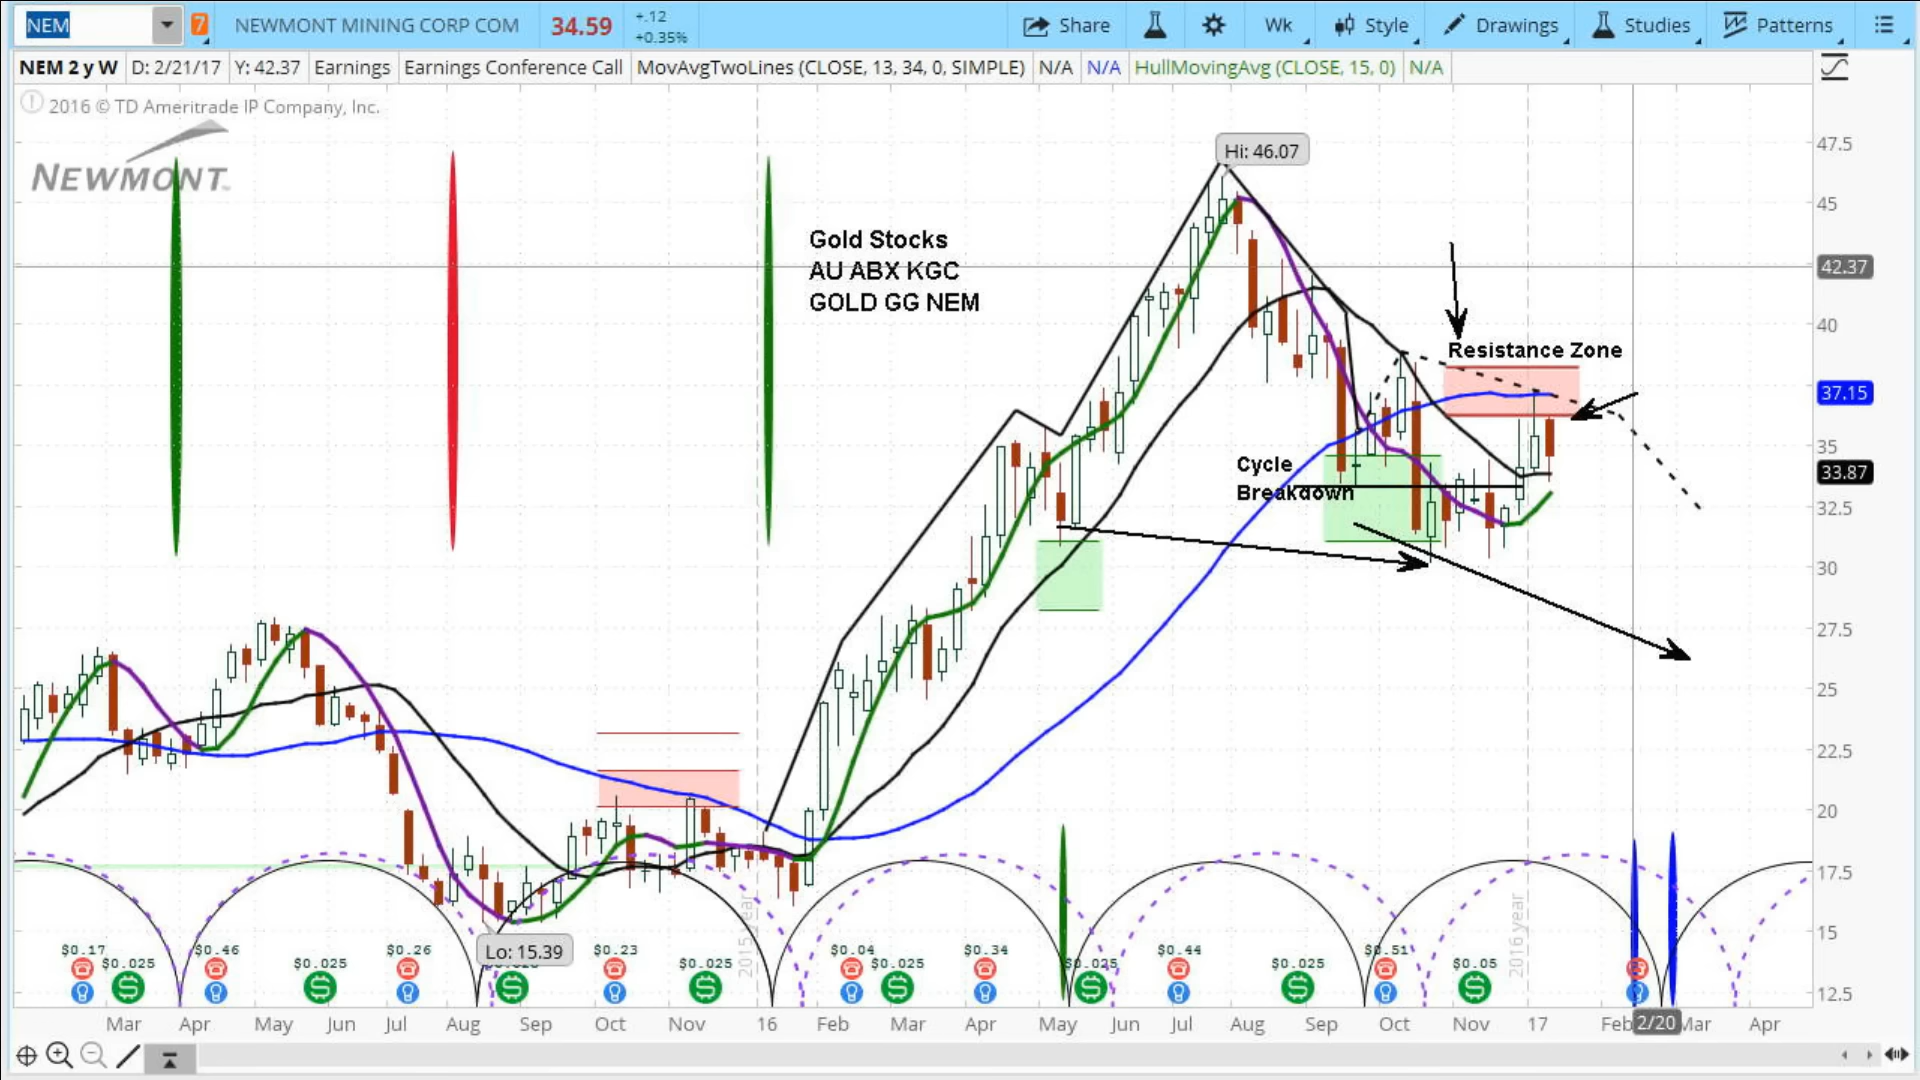 NEM
7
NEWMONT MINING CORP COM
34.59
+.12
+0.35%
Share
Wk
Style
Drawings
Studies
Patterns
NEM 2 y W
D: 2/21/17
Y: 42.37
Earnings
Earnings Conference Call
MovAvgTwoLines (CLOSE, 13, 34, 0, SIMPLE)
N/A
N/A
HullMovingAvg (CLOSE, 15, 0)
N/A
2016 © TD Ameritrade IP Company, Inc.
NEWMONT
Hi: 46.07
Gold Stocks
AU ABX KGC
GOLD GG NEM
Resistance Zone
Cycle
Breakdown
Lo: 15.39
47.5
45
42.37
40
37.15
35
33.87
32.5
30
27.5
25
22.5
20
17.5
15
12.5
2015 year
2016 year
$0.17
$0.025
$0.46
$0.025
$0.26
$0.23
$0.025
$0.04
$0.025
$0.34
$0.025
$0.44
$0.025
$0.51
$0.05
Mar
Apr
May
Jun
Jul
Aug
Sep
Oct
Nov
16
Feb
Mar
Apr
May
Jun
Jul
Aug
Sep
Oct
Nov
17
Feb
2/20
Mar
Apr